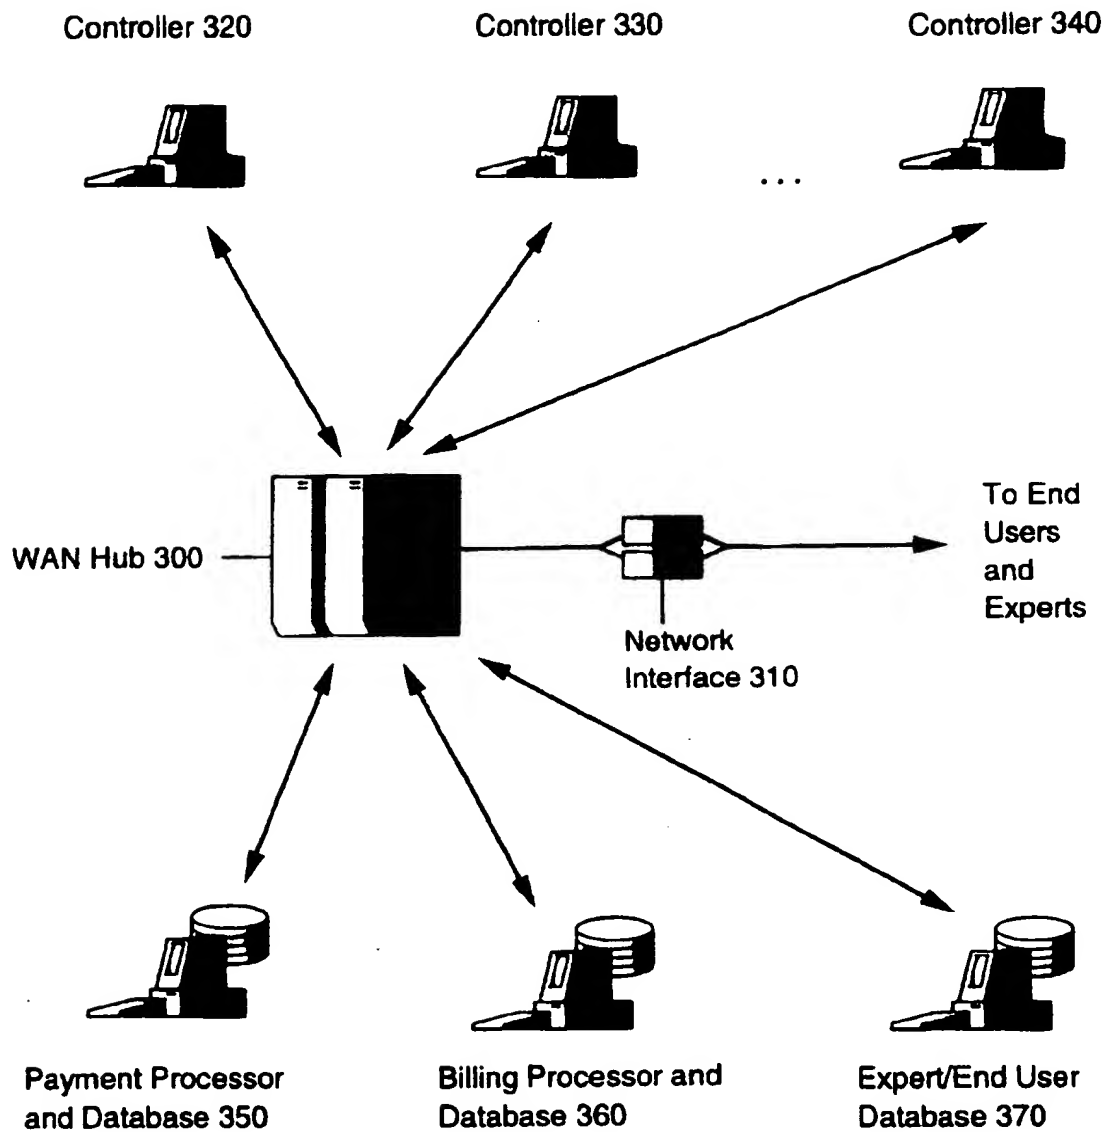 Controller 320
Controller 330
Controller 340
...
To End
Users
and
Experts
WAN Hub 300
Network
Interface 310
Payment Processor
and Database 350
Billing Processor and
Database 360
Expert/End User
Database 370